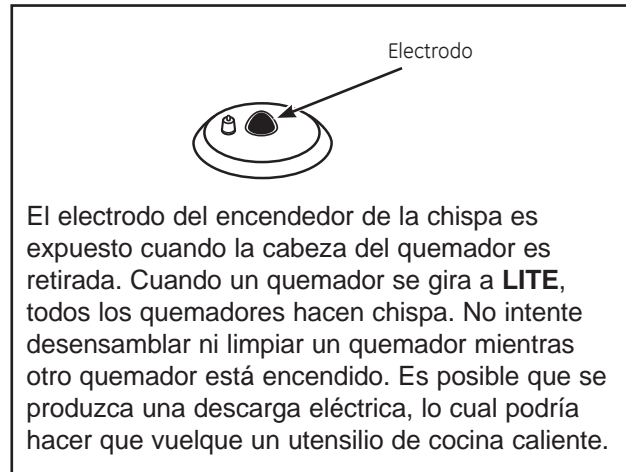 Electrodo
El electrodo del encendedor de la chispa es
expuesto cuando la cabeza del quemador es
retirada. Cuando un quemador se gira a LITE,
todos los quemadores hacen chispa. No intente
desensamblar ni limpiar un quemador mientras
otro quemador está encendido. Es posible que se
produzca una descarga eléctrica, lo cual podría
hacer que vuelque un utensilio de cocina caliente.